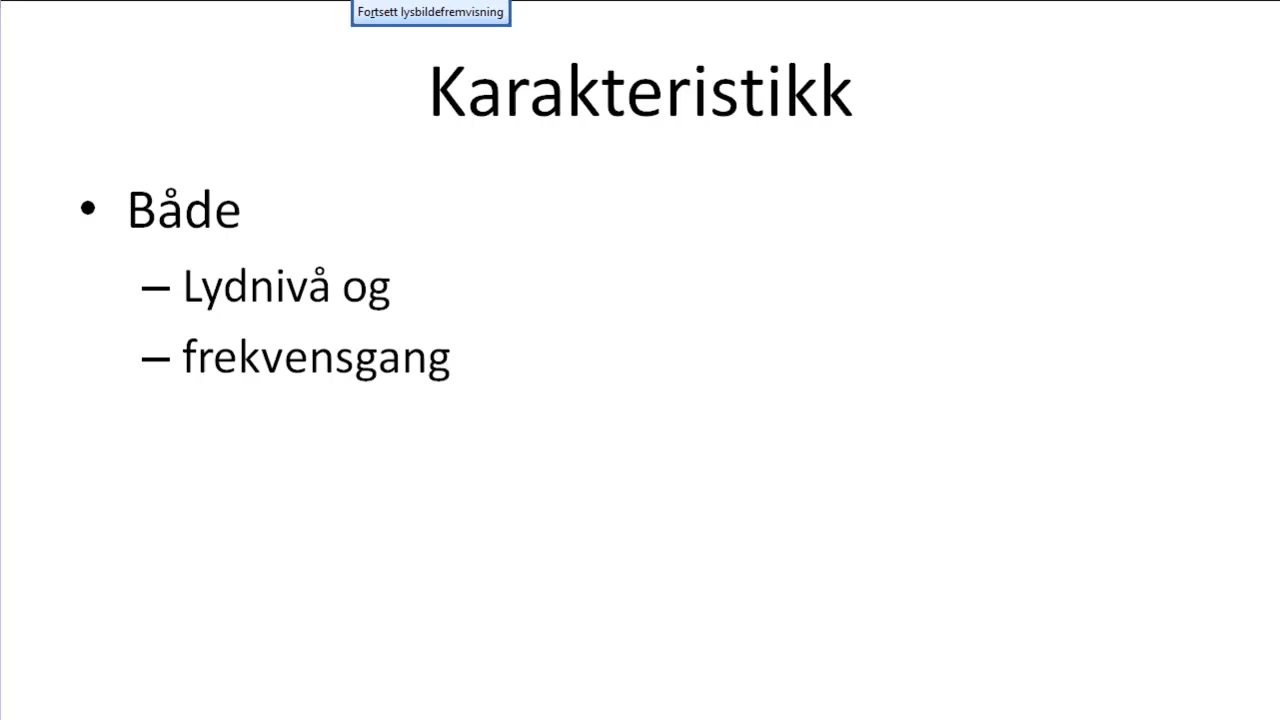 Fortsett lysbildefremvisning
Karakteristikk
• Både
– Lydnivå og
– frekvensgang